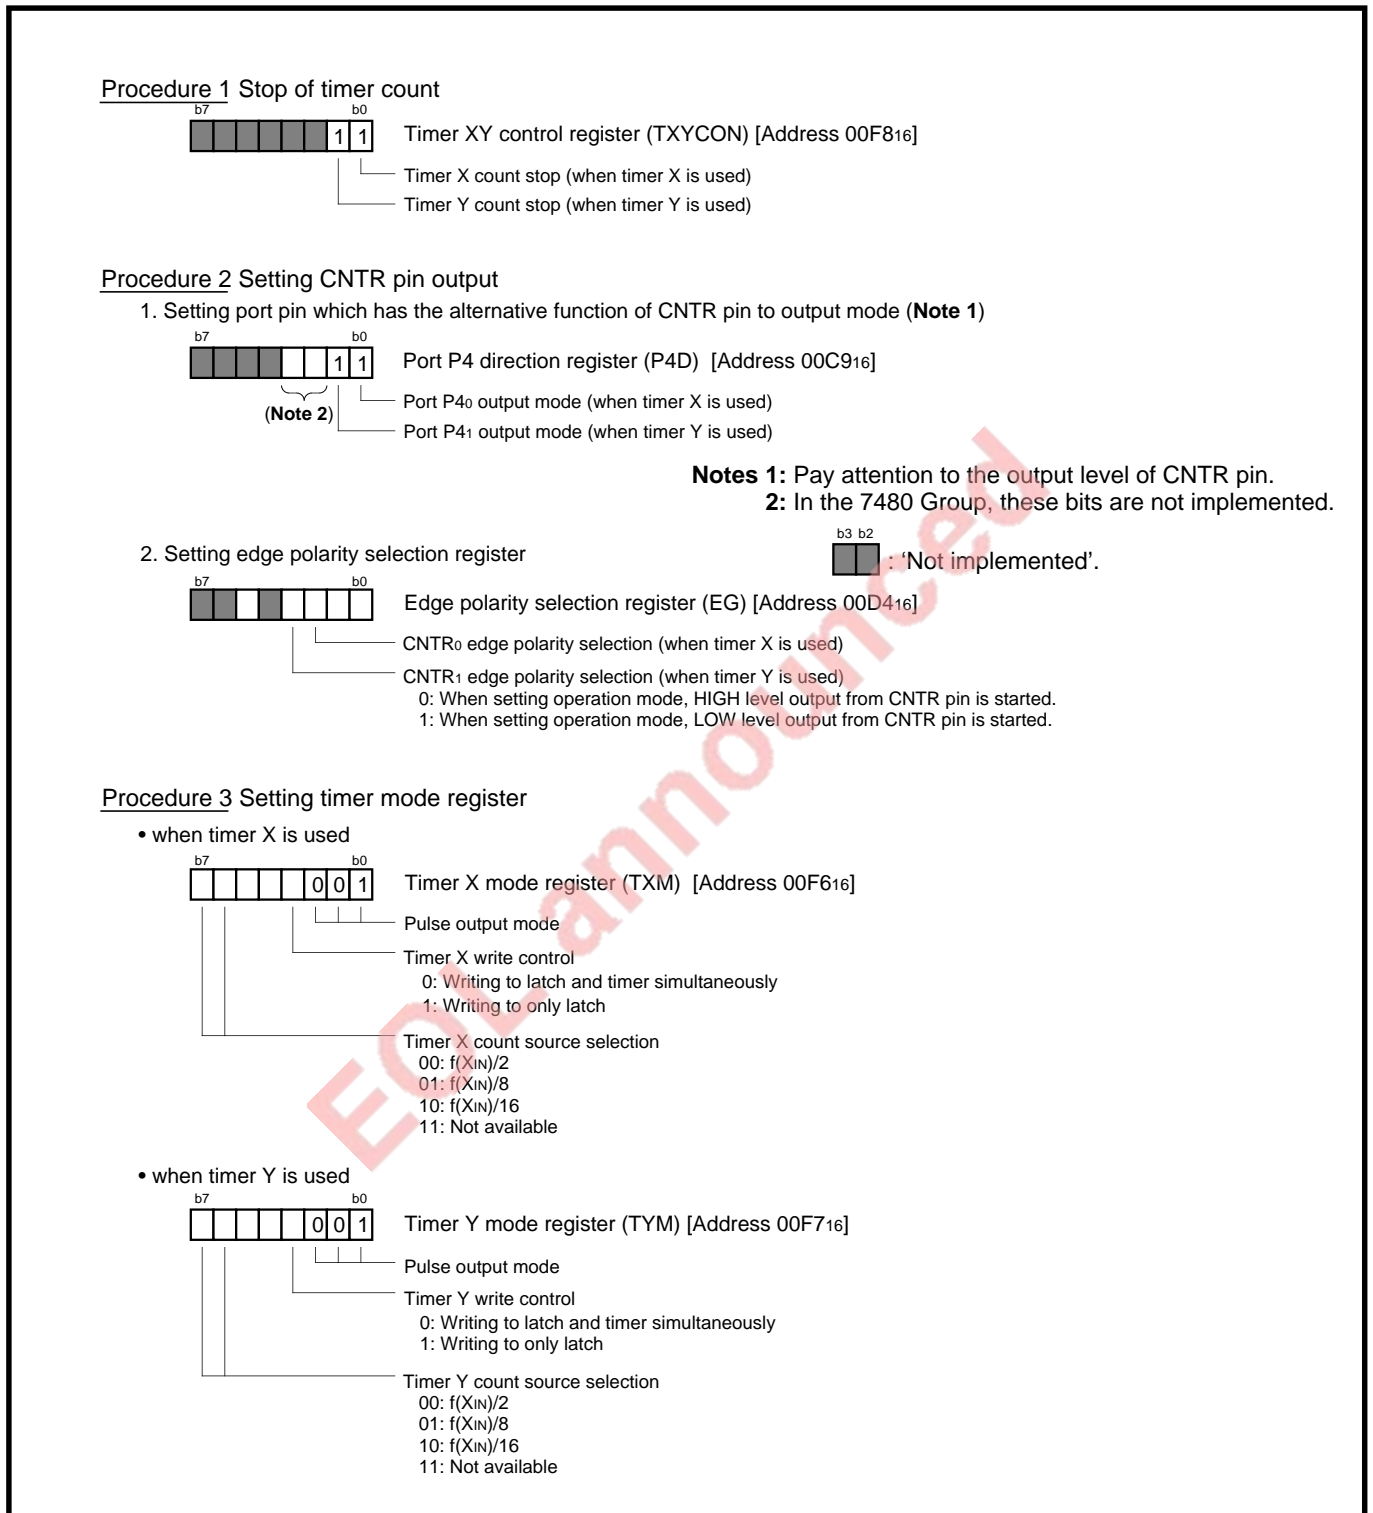 Procedure 1 Stop of timer count
b7 b0
1 1 Timer XY control register (TXYCON) [Address 00F816]
Timer X count stop (when timer X is used)
Timer Y count stop (when timer Y is used)
Procedure 2 Setting CNTR pin output
1. Setting port pin which has the alternative function of CNTR pin to output mode (Note 1)
b7 b0
1 1 Port P4 direction register (P4D) [Address 00C916]
(Note 2) Port P40 output mode (when timer X is used)
Port P41 output mode (when timer Y is used)
Notes 1: Pay attention to the output level of CNTR pin.
2: In the 7480 Group, these bits are not implemented.
b3 b2
: ‘Not implemented’.
2. Setting edge polarity selection register
b7 b0
Edge polarity selection register (EG) [Address 00D416]
CNTR0 edge polarity selection (when timer X is used)
CNTR1 edge polarity selection (when timer Y is used)
0: When setting operation mode, HIGH level output from CNTR pin is started.
1: When setting operation mode, LOW level output from CNTR pin is started.
Procedure 3 Setting timer mode register
• when timer X is used
b7 b0
0 0 1 Timer X mode register (TXM) [Address 00F616]
Pulse output mode
Timer X write control
0: Writing to latch and timer simultaneously
1: Writing to only latch
Timer X count source selection
00: f(XIN)/2
01: f(XIN)/8
10: f(XIN)/16
11: Not available
• when timer Y is used
b7 b0
0 0 1 Timer Y mode register (TYM) [Address 00F716]
Pulse output mode
Timer Y write control
0: Writing to latch and timer simultaneously
1: Writing to only latch
Timer Y count source selection
00: f(XIN)/2
01: f(XIN)/8
10: f(XIN)/16
11: Not available
EOL announced